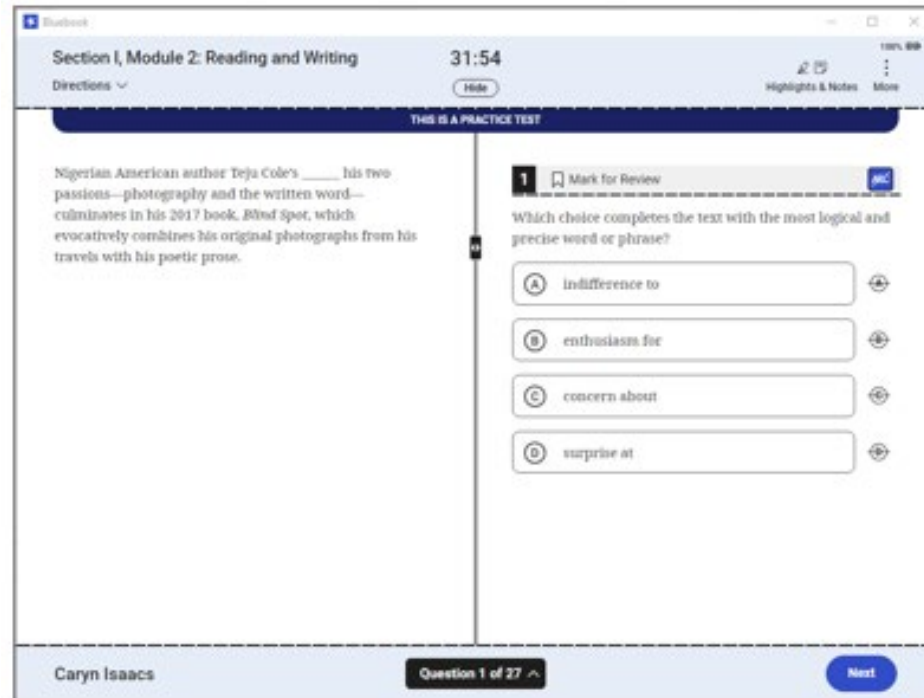 Bluebook
Section I, Module 2: Reading and Writing
31:54
100%
Directions
Hide
Highlights & Notes
More
THIS IS A PRACTICE TEST
Nigerian American author Teju Cole's _____ his two
passions—photography and the written word—
culminates in his 2017 book, Blind Spot, which
evocatively combines his original photographs from his
travels with his poetic prose.
1
Mark for Review
Which choice completes the text with the most logical and
precise word or phrase?
A indifference to
B enthusiasm for
C concern about
D surprise at
Caryn Isaacs
Question 1 of 27
Next